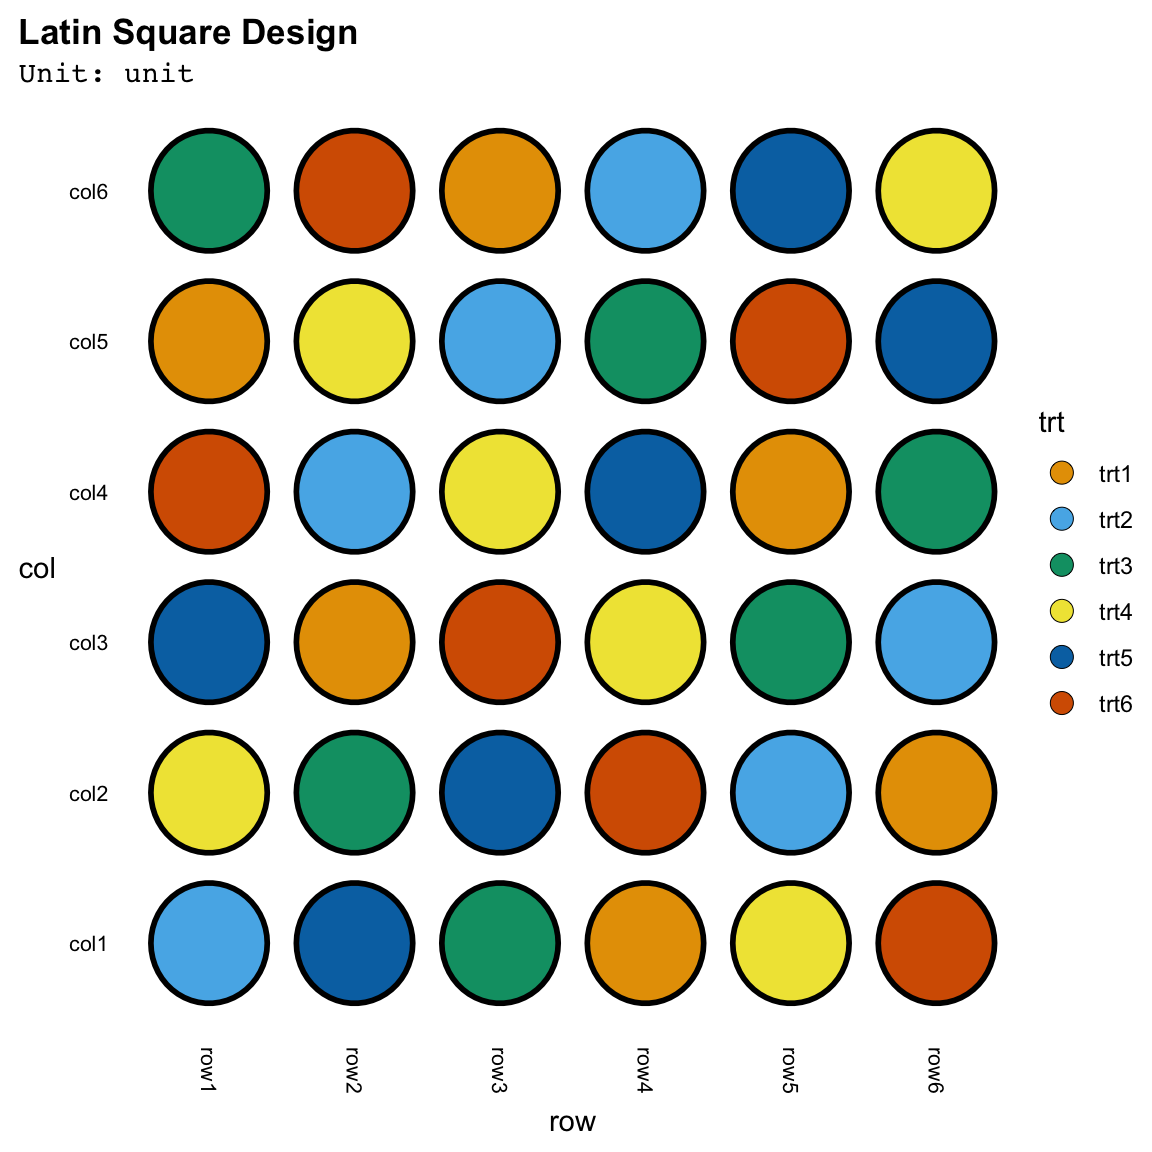 Latin Square Design
Unit: unit
col6
col5
col4
col3
col2
col1
col
row1
row2
row3
row4
row5
row6
row
trt
trt1
trt2
trt3
trt4
trt5
trt6